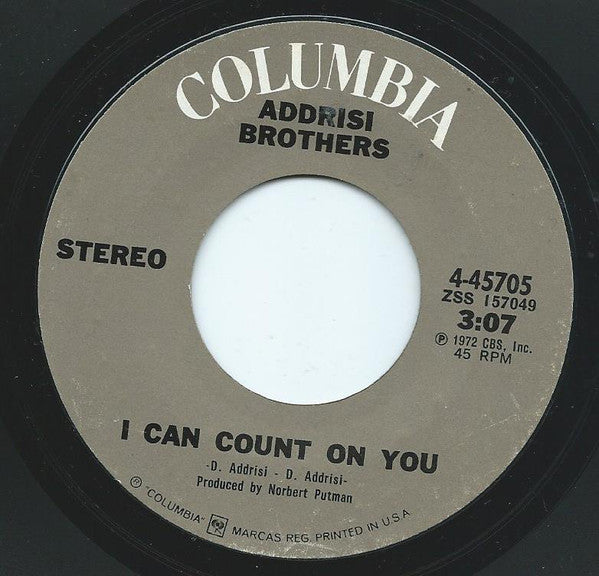 COLUMBIA
ADDRISI
BROTHERS
STEREO
4-45705
ZSS 157049
3:07
Ⓟ 1972 CBS, Inc.
45 RPM
I CAN COUNT ON YOU
-D. Addrisi - D. Addrisi-
Produced by Norbert Putman
® "COLUMBIA" MARCAS REG. PRINTED IN U.S.A.